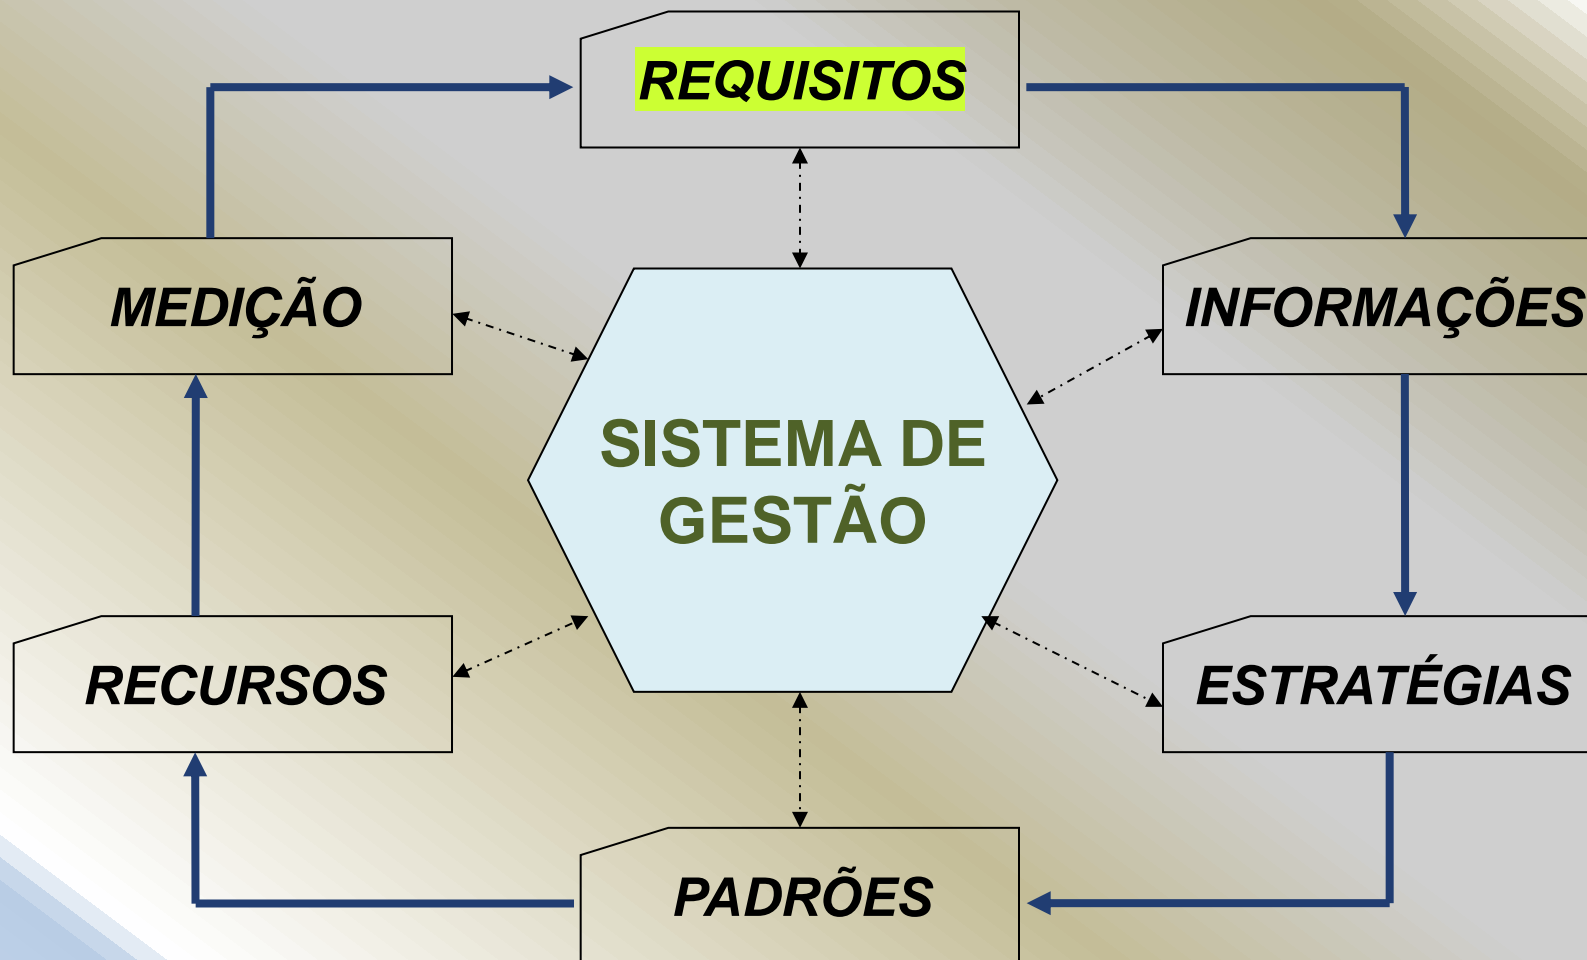 REQUISITOS
MEDIÇÃO
INFORMAÇÕES
SISTEMA DE
GESTÃO
RECURSOS
ESTRATÉGIAS
PADRÕES